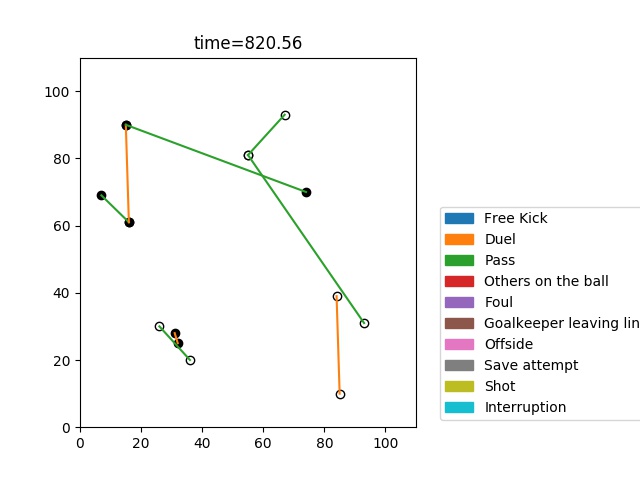 time=820.56
100
80
60
40
20
0
0 20 40 60 80 100
Free Kick
Duel
Pass
Others on the ball
Foul
Goalkeeper leaving lin
Offside
Save attempt
Shot
Interruption